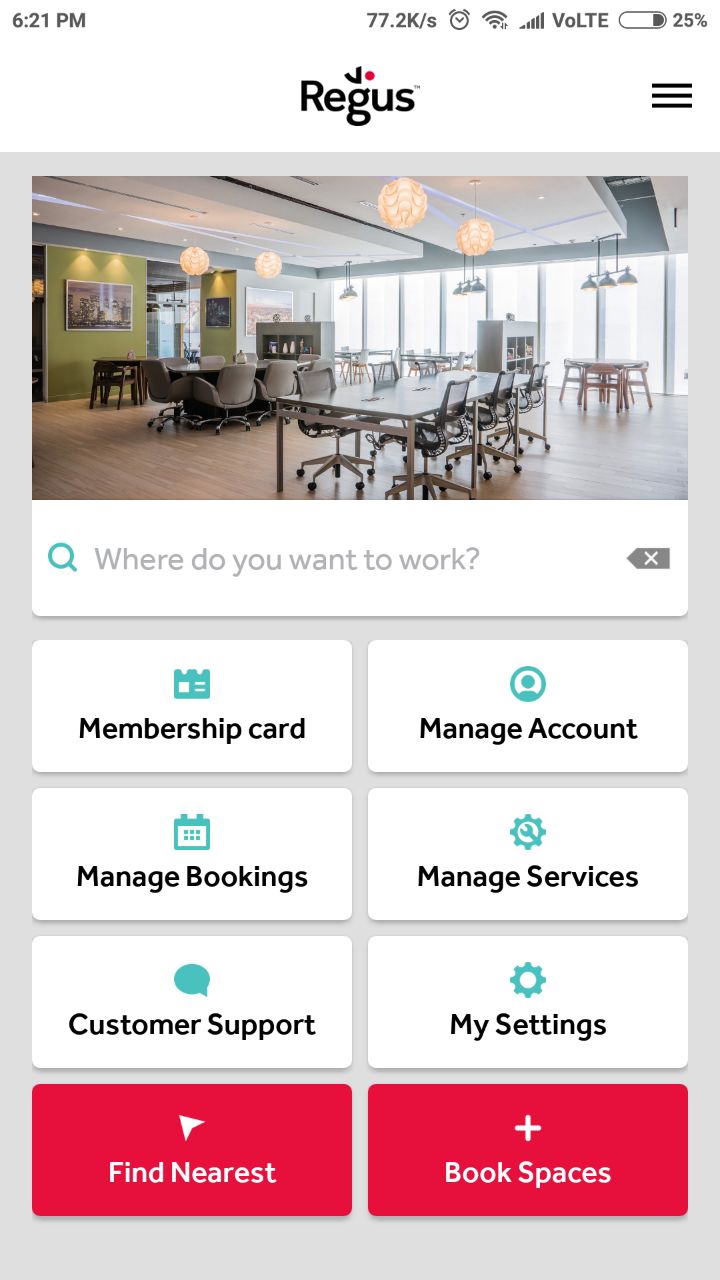 6:21 PM 77.2K/s VoLTE 25%
Regus™
Where do you want to work?
Membership card
Manage Account
Manage Bookings
Manage Services
Customer Support
My Settings
Find Nearest
Book Spaces